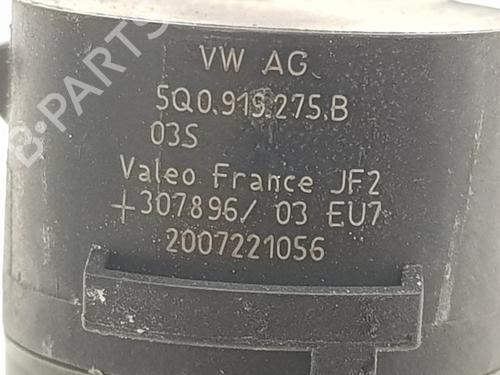 B-PARTS
VW AG.
5Q0.919.275.B
03S
Valeo France JF2
+307896/ 03 EU7
2007221056